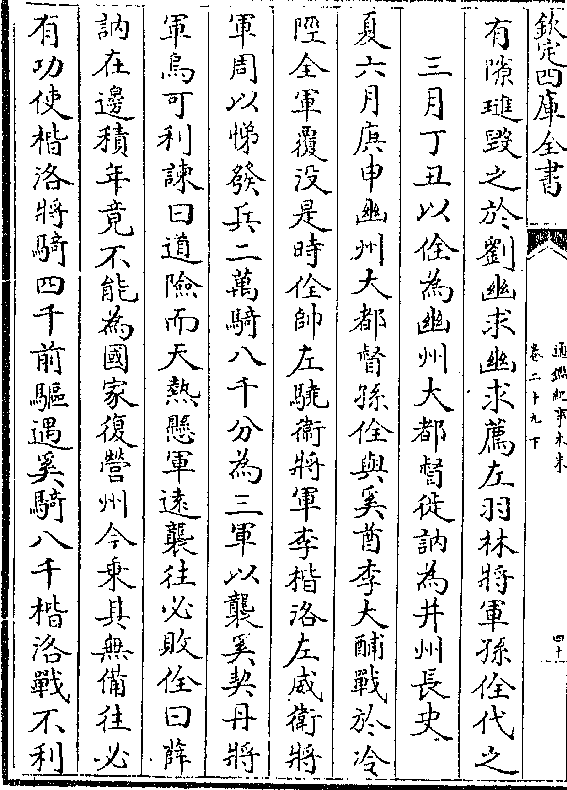 欽定四庫全書
通鑑紀事本末
卷二十九下
四十
有隙璡毀之於劉幽求幽求薦左羽林將軍孫佺代之
三月丁丑以佺為幽州大都督徙訥為并州長史
夏六月庚申幽州大都督孫佺與奚酋李大酺戰於冷
陘全軍覆没是時佺帥左驍衛將軍李楷洛左威衛將
軍周以悌發兵二萬騎八千分為三軍以襲奚契丹將
軍烏可利諫曰道險而天熱懸軍遠襲往必敗佺曰薛
訥在邊積年竟不能為國家復營州今乘其無備往必
有功使楷洛將騎四千前驅遇奚騎八千楷洛戰不利